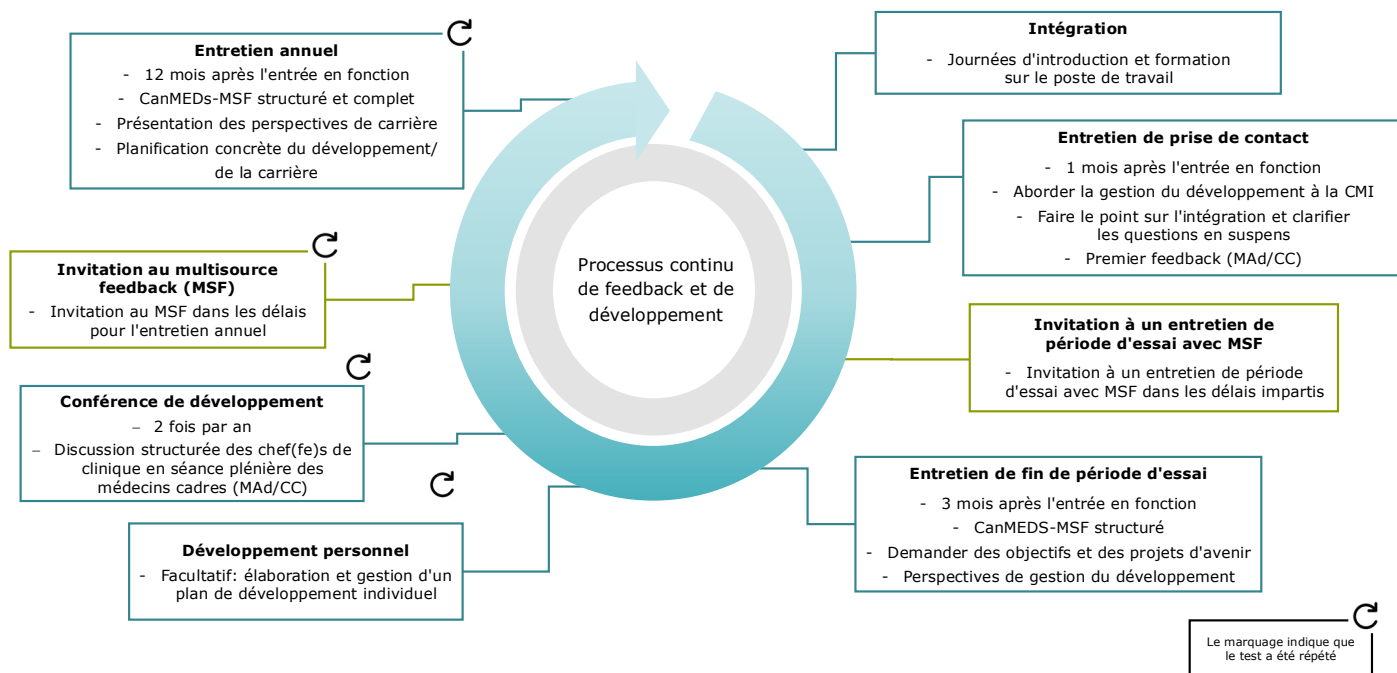 Intégration
- Journées d'introduction et formation
sur le poste de travail
Entretien de prise de contact
- 1 mois après l'entrée en fonction
- Aborder la gestion du développement à la CMI
- Faire le point sur l'intégration et clarifier
les questions en suspens
- Premier feedback (MAd/CC)
Invitation à un entretien de
période d'essai avec MSF
- Invitation à un entretien de période
d'essai avec MSF dans les délais impartis
Entretien de fin de période d'essai
- 3 mois après l'entrée en fonction
- CanMEDS-MSF structuré
- Demander des objectifs et des projets d'avenir
- Perspectives de gestion du développement
Développement personnel
- Facultatif: élaboration et gestion d'un
plan de développement individuel
Conférence de développement
– 2 fois par an
– Discussion structurée des chef(fe)s de
clinique en séance plénière des
médecins cadres (MAd/CC)
Invitation au multisource
feedback (MSF)
- Invitation au MSF dans les délais
pour l'entretien annuel
Entretien annuel
- 12 mois après l'entrée en fonction
- CanMEDs-MSF structuré et complet
- Présentation des perspectives de carrière
- Planification concrète du développement/
de la carrière
Processus continu
de feedback et de
développement
Le marquage indique que
le test a été répété